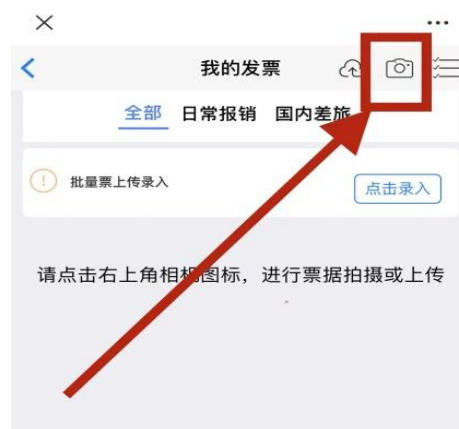 我的发票
全部 日常报销 国内差旅
批量票上传录入
点击录入
请点击右上角相机图标，进行票据拍摄或上传